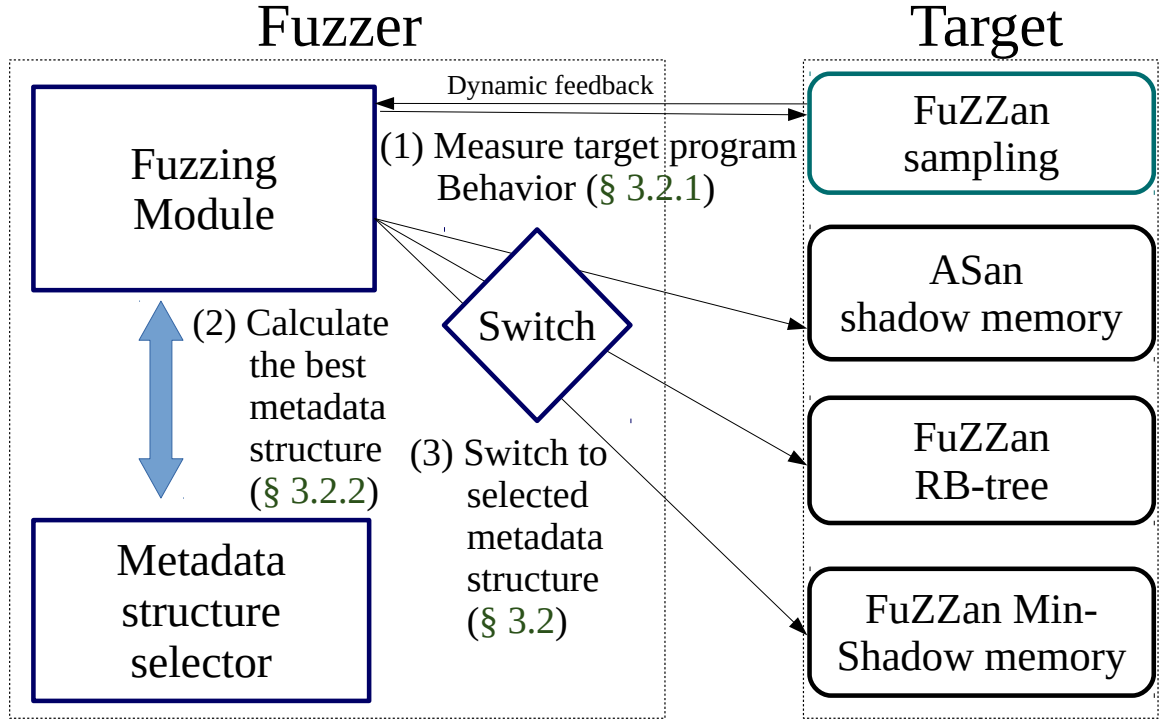 Fuzzer
Target
Dynamic feedback
Fuzzing
Module
(1) Measure target program
Behavior (§ 3.2.1)
FuZZan
sampling
ASan
shadow memory
Switch
(2) Calculate
the best
metadata
structure
(§ 3.2.2)
(3) Switch to
selected
metadata
structure
(§ 3.2)
FuZZan
RB-tree
Metadata
structure
selector
FuZZan Min-
Shadow memory